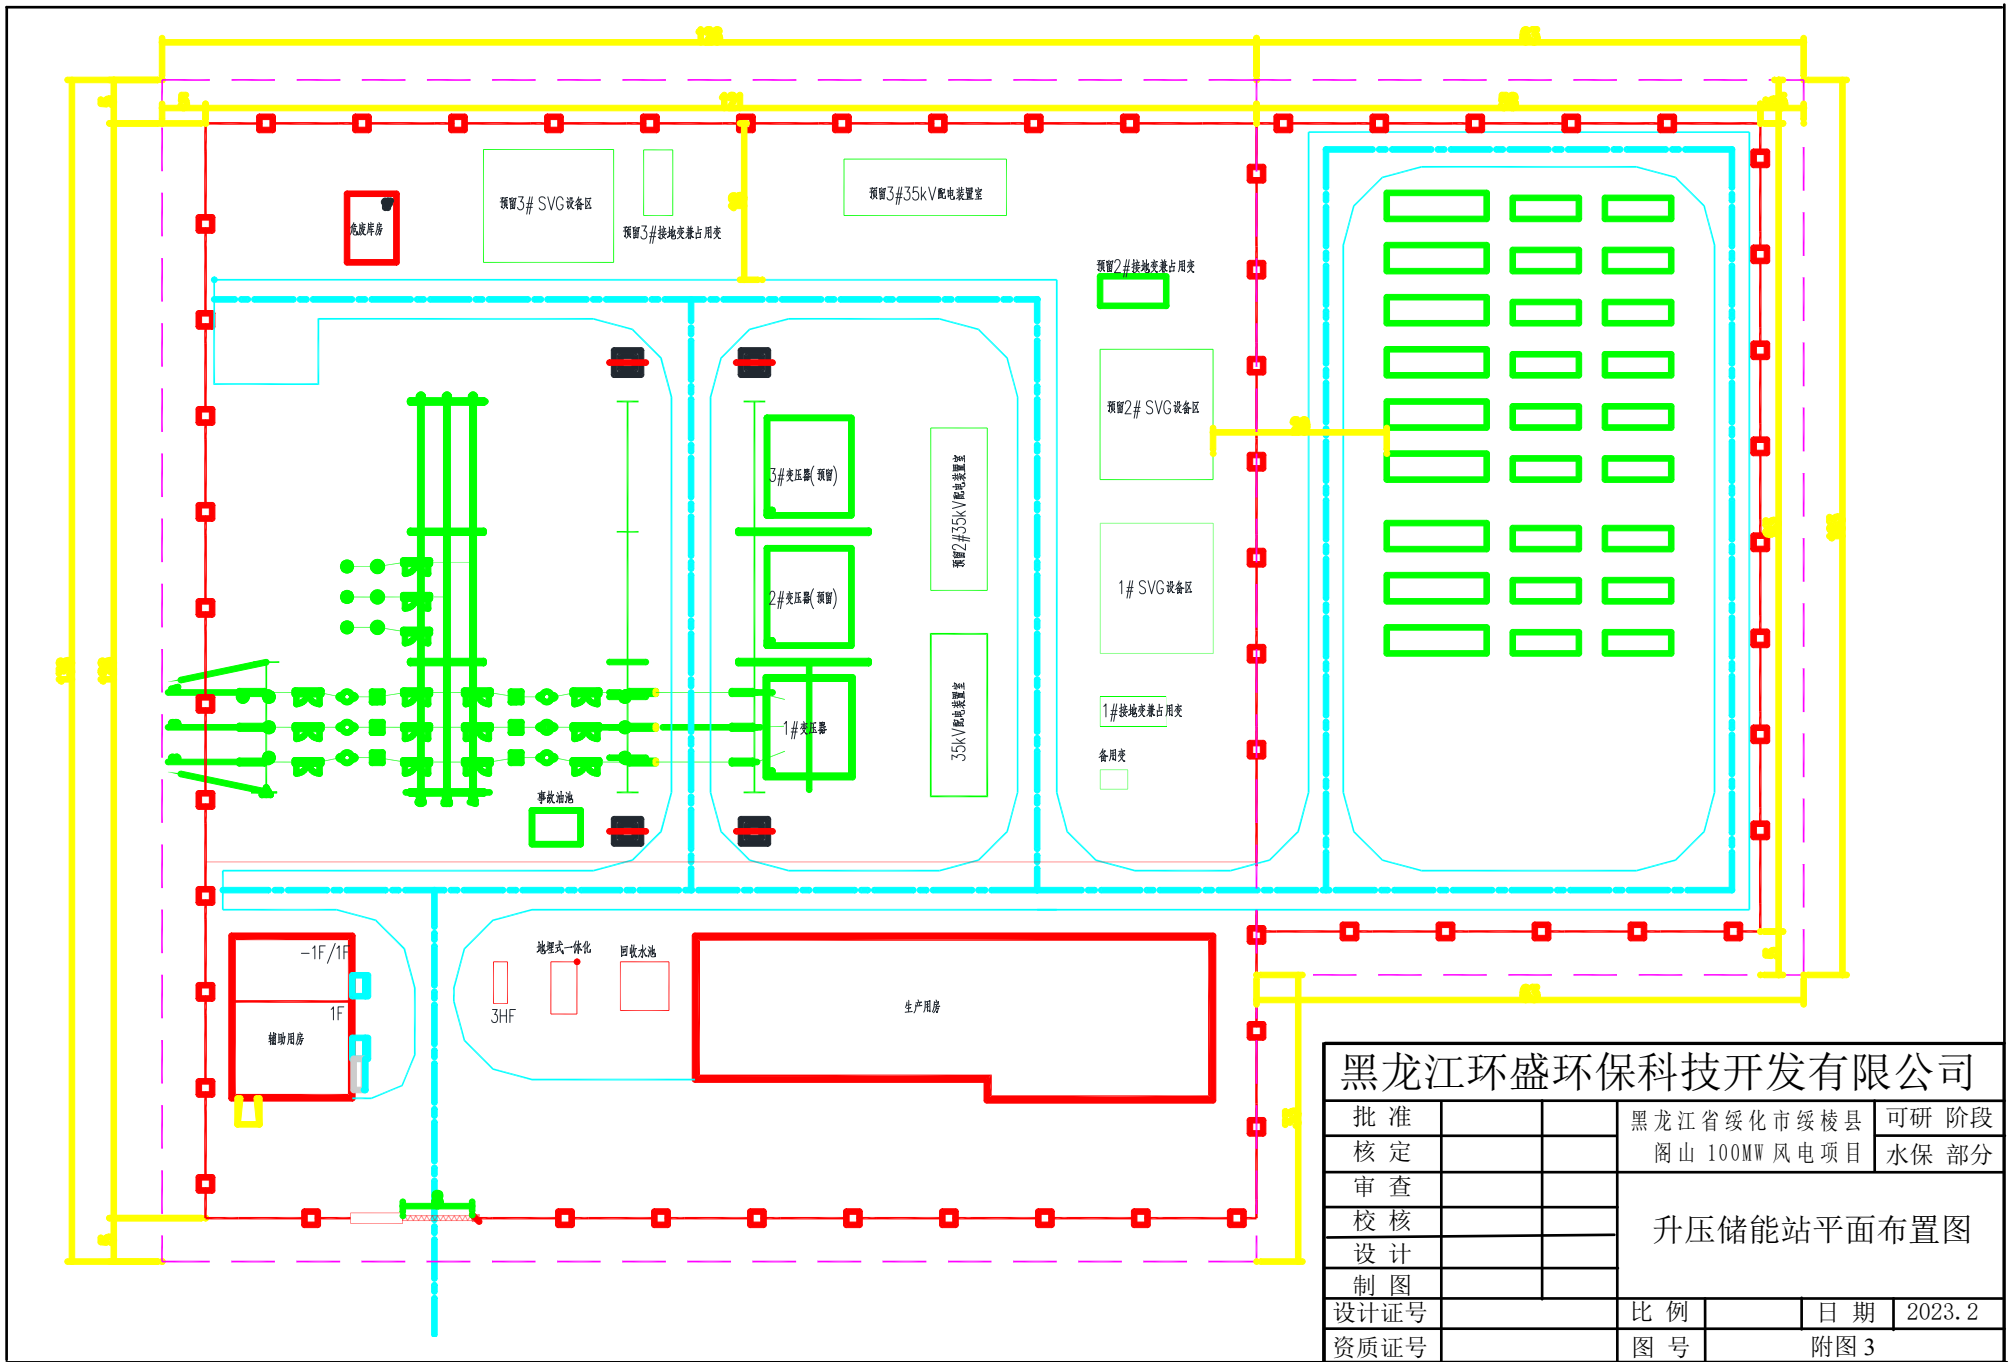 预留3# SVG设备区
预留3#35kV配电装置室
危废库房
预留3#接地变兼占用变
预留2#接地变兼占用变
预留2# SVG设备区
3#变压器(预留)
预留2#35kV配电装置室
1# SVG设备区
2#变压器(预留)
1#接地变兼占用变
35kV配电装置室
1#变压器
备用变
事故油池
-1F/1F
地埋式一体化
回收水池
1F
3HF
生产用房
辅助用房
黑龙江环盛环保科技开发有限公司
批 准
黑龙江省绥化市绥棱县
可研 阶段
核 定
阁山 100MW 风电项目
水保 部分
审 查
校 核
升压储能站平面布置图
设 计
制 图
设计证号
比 例
日 期
2023.2
资质证号
图 号
附图 3